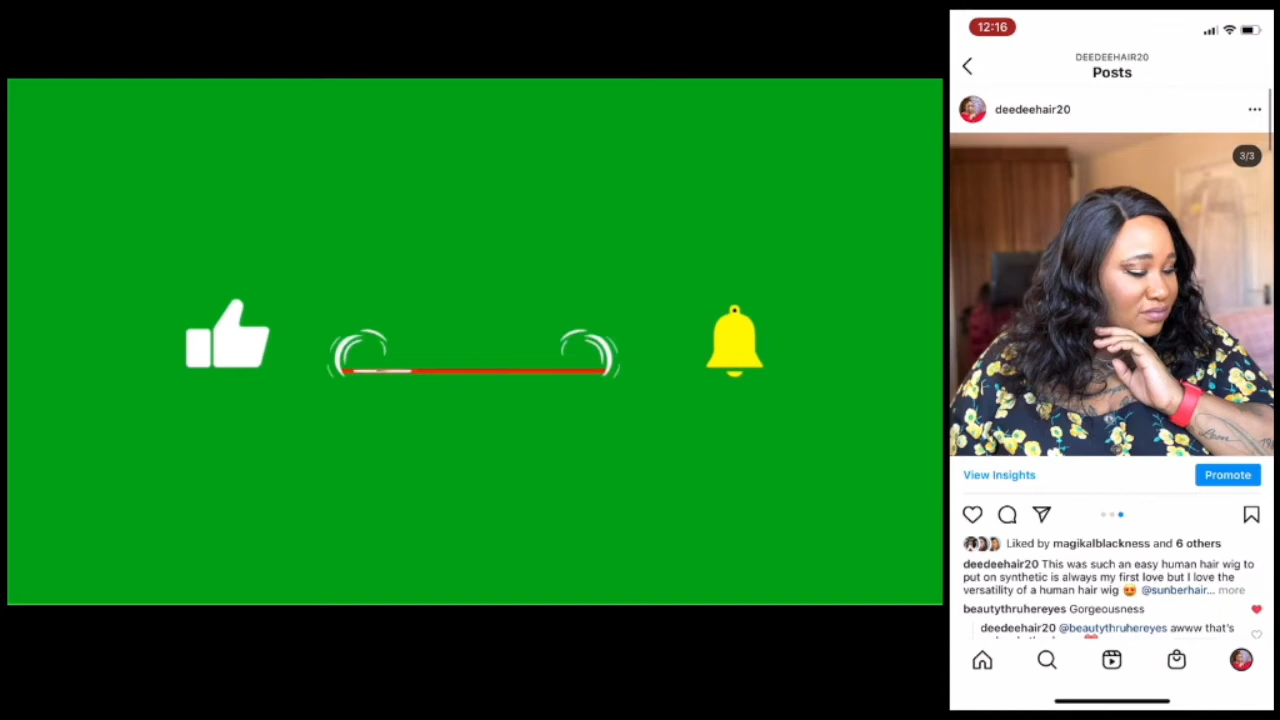 12:16
DEEDEEHAIR20
Posts
deedeehair20
3/3
View Insights
Promote
Liked by magikalblackness and 6 others
deedeehair20 This was such an easy human hair wig to
put on synthetic is always my first love but I love the
versatility of a human hair wig 😍 @sunberhair... more
beautythruhereyes Gorgeousness
deedeehair20 @beautythruhereyes awww that's